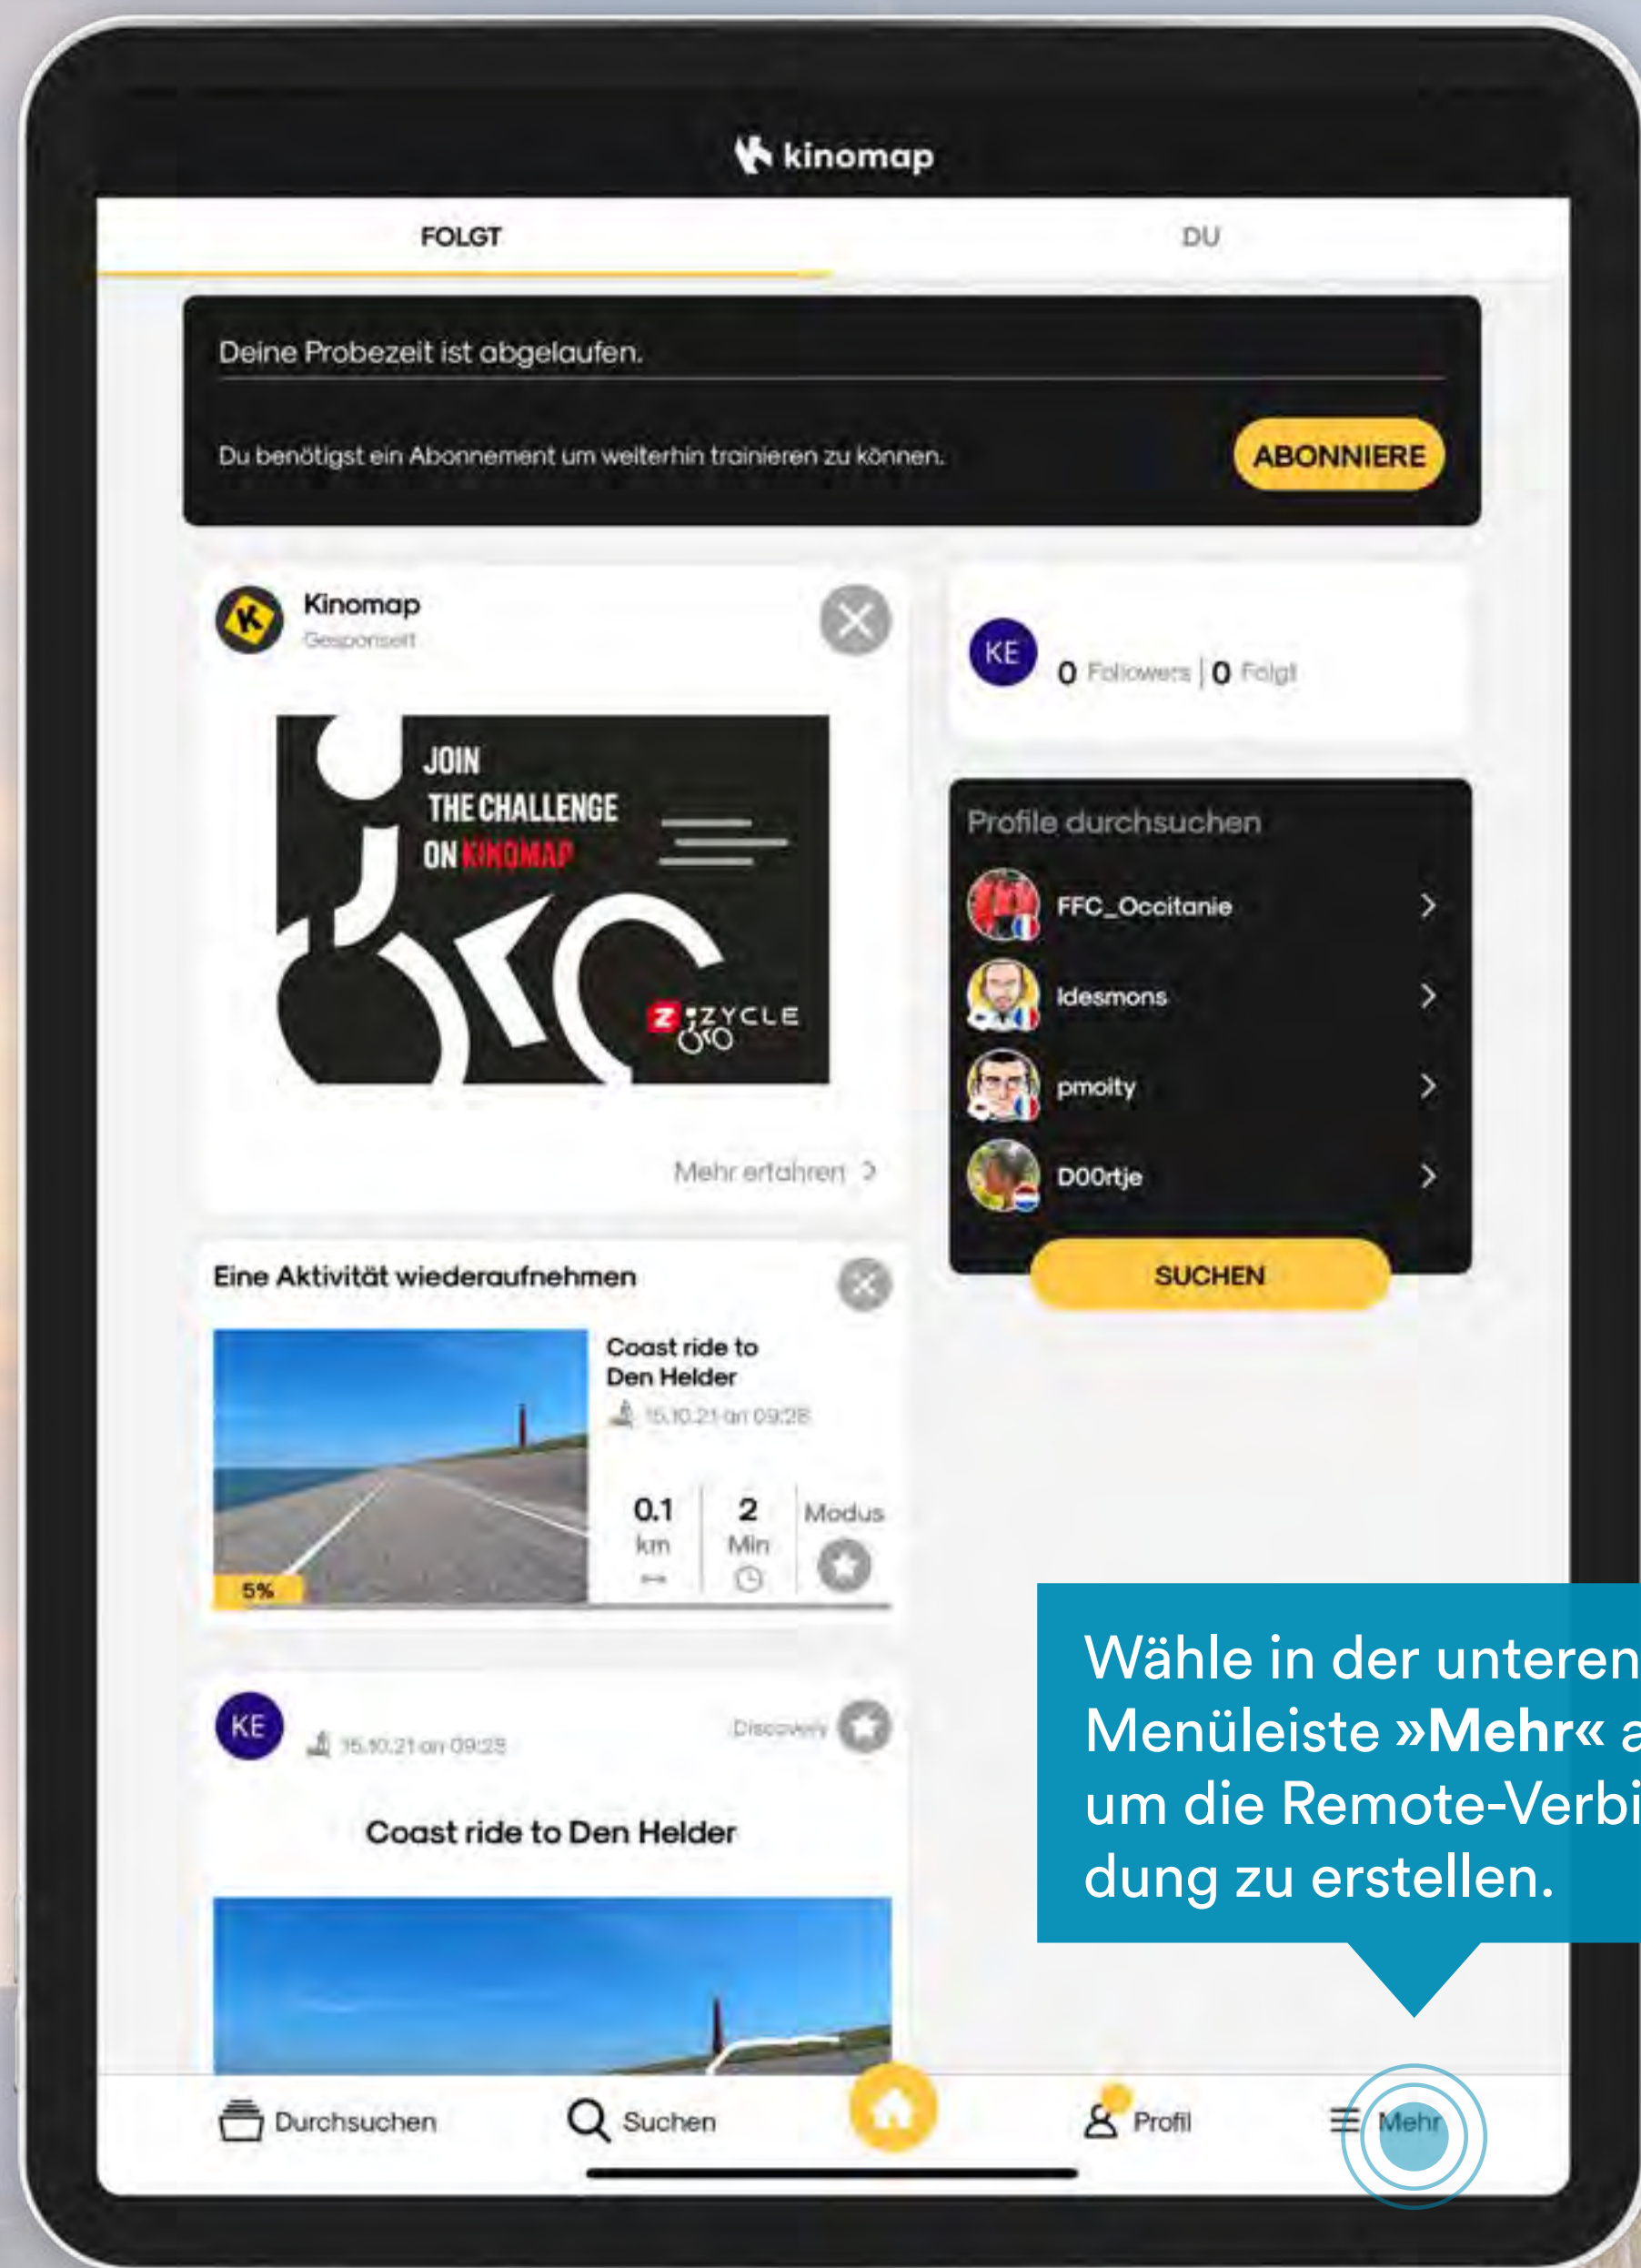 kinomap
FOLGT
DU
Deine Probezeit ist abgelaufen.
Du benötigst ein Abonnement um weiterhin trainieren zu können.
ABONNIERE
Kinomap
Gesponsert
JOIN
THE CHALLENGE
ON KINOMAP
Z ZYCLE
Mehr erfahren
KE
0 Followers | 0 Folgt
Profile durchsuchen
FFC_Occitanie
ldesmons
pmoity
D00rtje
SUCHEN
Eine Aktivität wiederaufnehmen
Coast ride to
Den Helder
15.10.21 an 09:28
0.1
km
2
Min
Modus
5%
KE
15.10.21 an 09:28
Discovery
Coast ride to Den Helder
Wähle in der unteren
Menüleiste »Mehr« a
um die Remote-Verbi
dung zu erstellen.
Durchsuchen
Suchen
Profil
Mehr